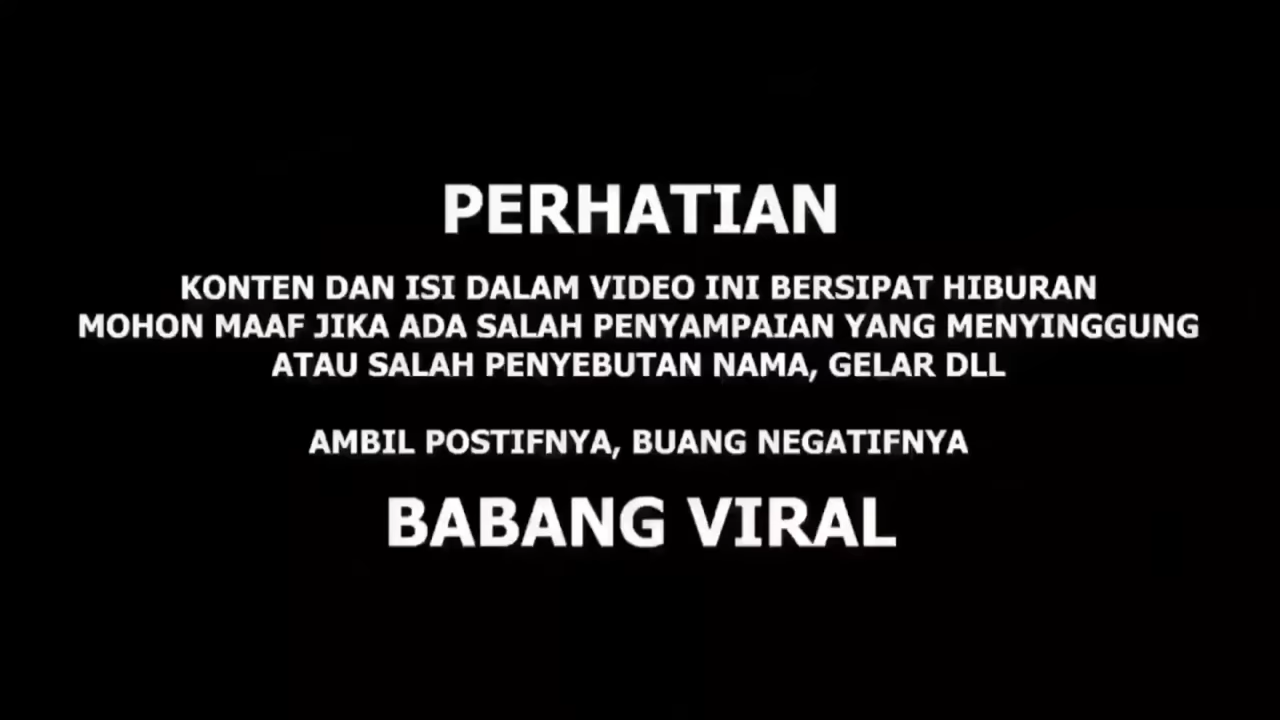 PERHATIAN
KONTEN DAN ISI DALAM VIDEO INI BERSIPAT HIBURAN
MOHON MAAF JIKA ADA SALAH PENYAMPAIAN YANG MENYINGGUNG
ATAU SALAH PENYEBUTAN NAMA, GELAR DLL
AMBIL POSTIFNYA, BUANG NEGATIFNYA
BABANG VIRAL